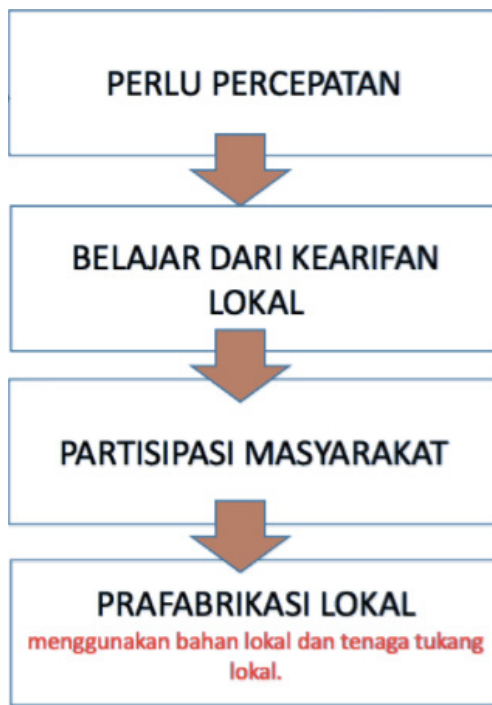 PERLU PERCEPATAN
BELAJAR DARI KEARIFAN
LOKAL
PARTISIPASI MASYARAKAT
PRAFABRIKASI LOKAL
menggunakan bahan lokal dan tenaga tukang
lokal.